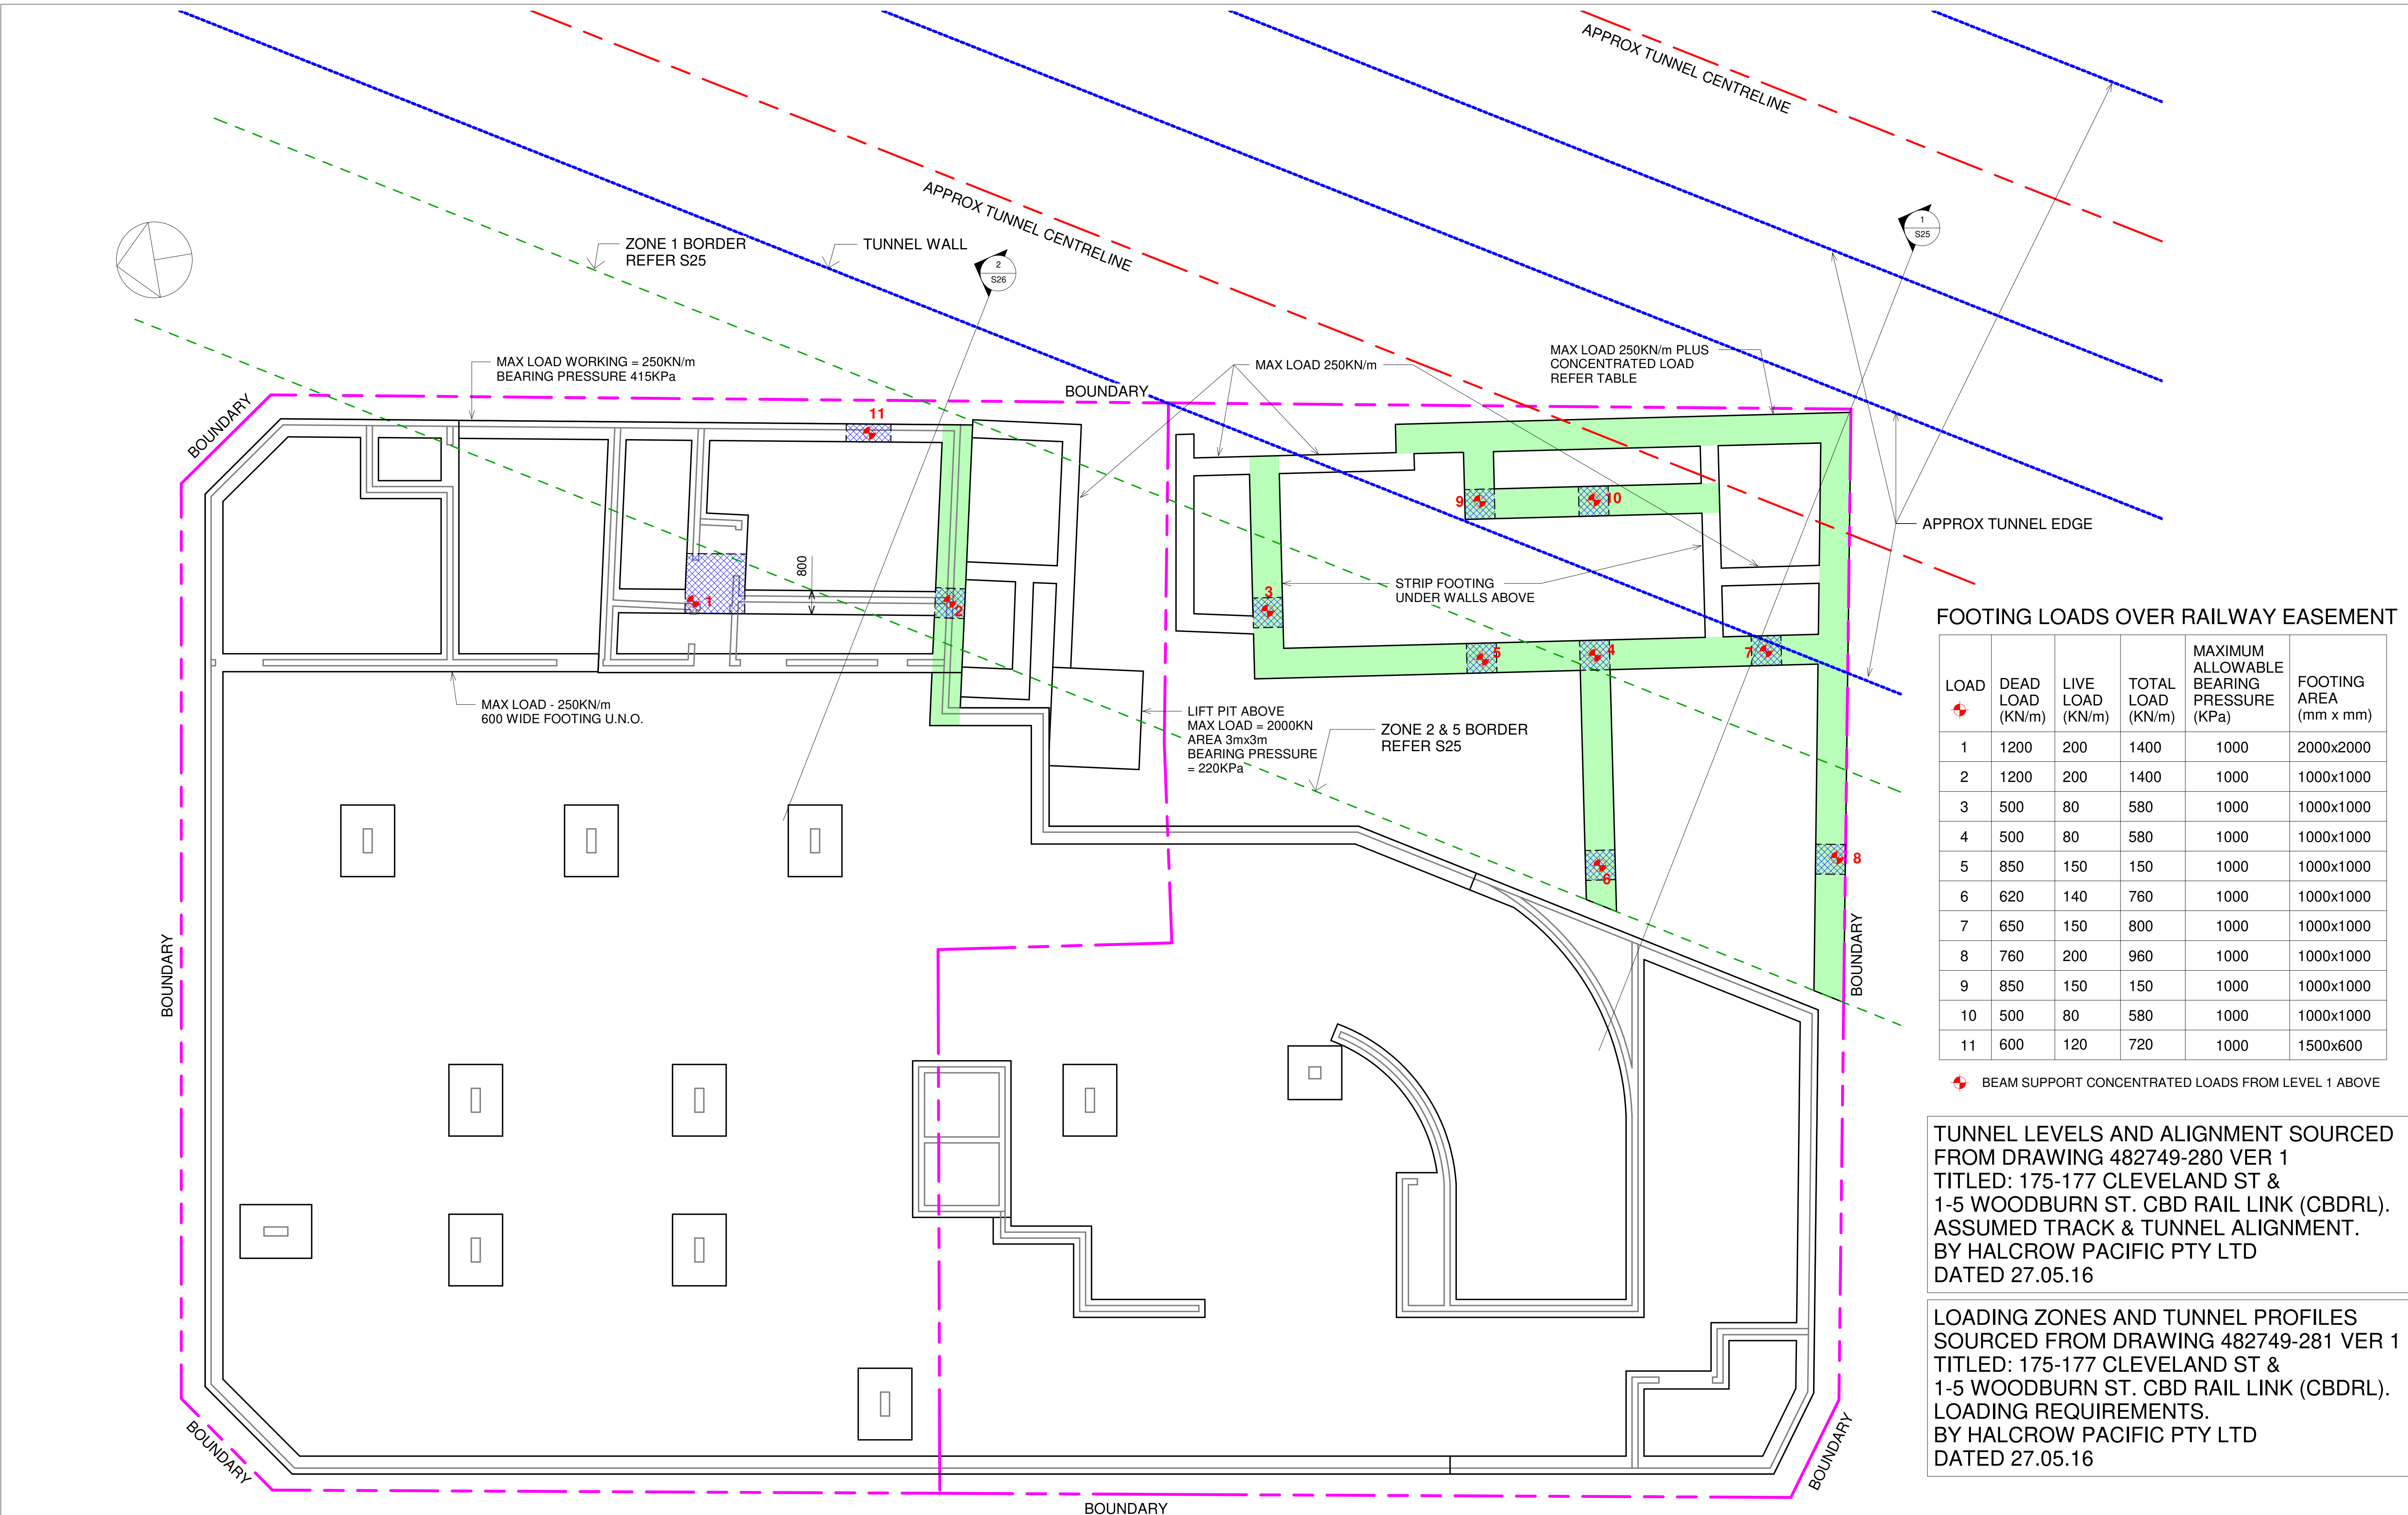 APPROX TUNNEL CENTRELINE
APPROX TUNNEL CENTRELINE
ZONE 1 BORDER
REFER S25
TUNNEL WALL
2
S26
1
S25
MAX LOAD WORKING = 250KN/m
BEARING PRESSURE 415KPa
MAX LOAD 250KN/m
MAX LOAD 250KN/m PLUS
CONCENTRATED LOAD
REFER TABLE
BOUNDARY
BOUNDARY
11
9
10
APPROX TUNNEL EDGE
800
STRIP FOOTING
UNDER WALLS ABOVE
1
2
3
5
4
7
MAX LOAD - 250KN/m
600 WIDE FOOTING U.N.O.
LIFT PIT ABOVE
MAX LOAD = 2000KN
AREA 3mx3m
BEARING PRESSURE
= 220KPa
ZONE 2 & 5 BORDER
REFER S25
6
8
BOUNDARY
BOUNDARY
BOUNDARY
BOUNDARY
BOUNDARY
FOOTING LOADS OVER RAILWAY EASEMENT
LOAD
DEAD
LOAD
(KN/m)
LIVE
LOAD
(KN/m)
TOTAL
LOAD
(KN/m)
MAXIMUM
ALLOWABLE
BEARING
PRESSURE
(KPa)
FOOTING
AREA
(mm x mm)
1 1200 200 1400 1000 2000x2000
2 1200 200 1400 1000 1000x1000
3 500 80 580 1000 1000x1000
4 500 80 580 1000 1000x1000
5 850 150 150 1000 1000x1000
6 620 140 760 1000 1000x1000
7 650 150 800 1000 1000x1000
8 760 200 960 1000 1000x1000
9 850 150 150 1000 1000x1000
10 500 80 580 1000 1000x1000
11 600 120 720 1000 1500x600
BEAM SUPPORT CONCENTRATED LOADS FROM LEVEL 1 ABOVE
TUNNEL LEVELS AND ALIGNMENT SOURCED
FROM DRAWING 482749-280 VER 1
TITLED: 175-177 CLEVELAND ST &
1-5 WOODBURN ST. CBD RAIL LINK (CBDRL).
ASSUMED TRACK & TUNNEL ALIGNMENT.
BY HALCROW PACIFIC PTY LTD
DATED 27.05.16
LOADING ZONES AND TUNNEL PROFILES
SOURCED FROM DRAWING 482749-281 VER 1
TITLED: 175-177 CLEVELAND ST &
1-5 WOODBURN ST. CBD RAIL LINK (CBDRL).
LOADING REQUIREMENTS.
BY HALCROW PACIFIC PTY LTD
DATED 27.05.16